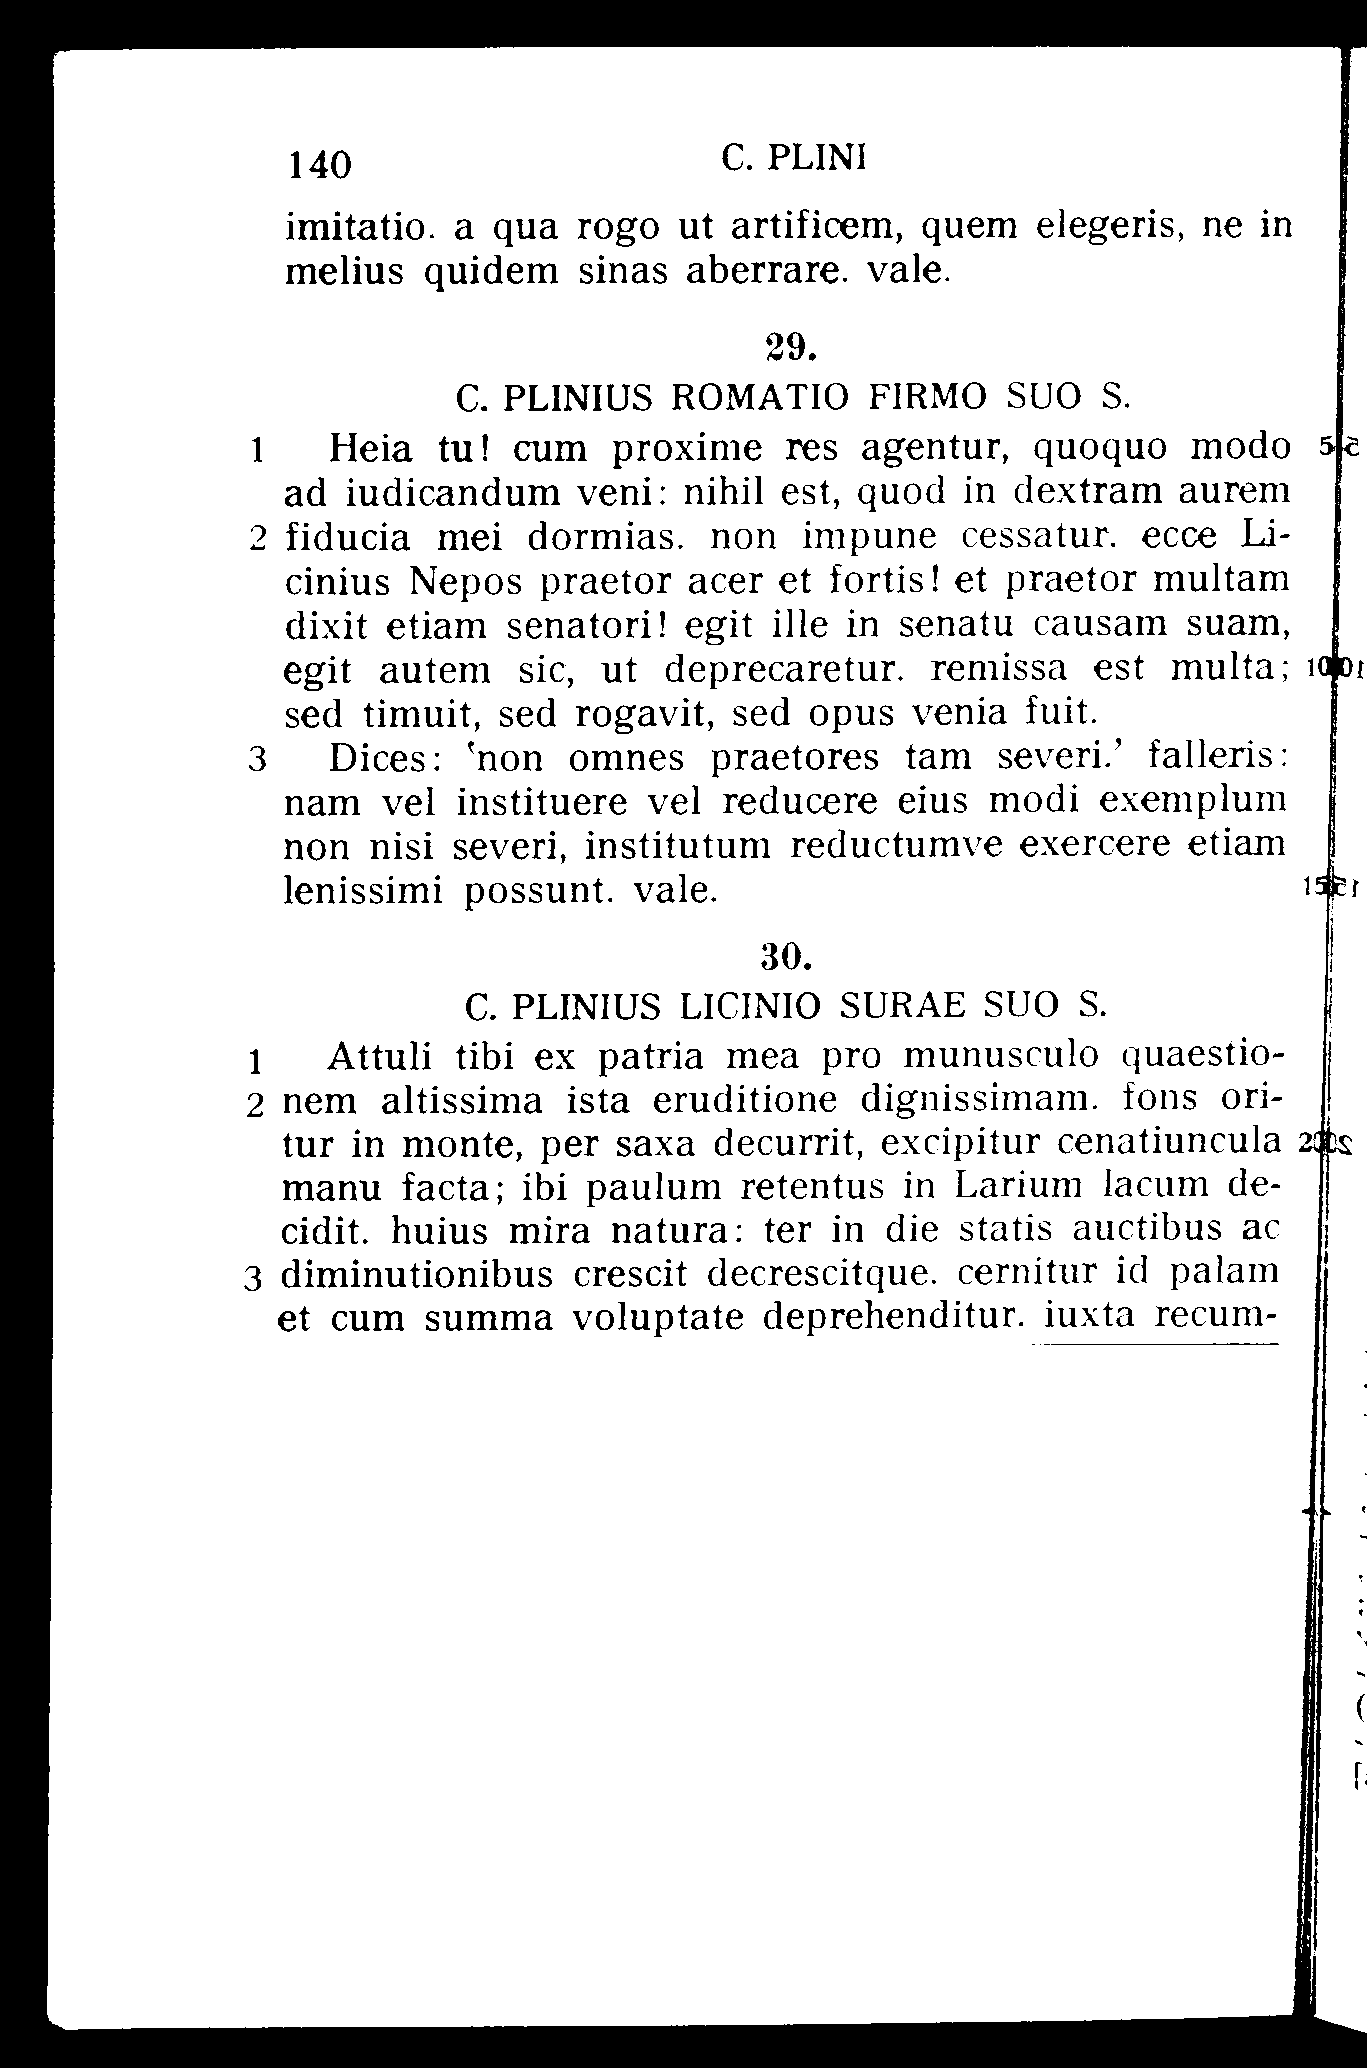 140 C. PLINI
imitatio. a qua rogo ut artificem, quem elegeris, ne in
melius quidem sinas aberrare. vale.
29.
C. PLINIUS ROMATIO FIRMO SUO S.
1 Heia tu! cum proxime res agentur, quoquo modo 5
ad iudicandum veni: nihil est, quod in dextram aurem
2 fiducia mei dormias. non impune cessatur. ecce Li-
cinius Nepos praetor acer et fortis! et praetor multam
dixit etiam senatori! egit ille in senatu causam suam,
egit autem sic, ut deprecaretur. remissa est multa; 10
sed timuit, sed rogavit, sed opus venia fuit.
3 Dices: ‛non omnes praetores tam severi.’ falleris:
nam vel instituere vel reducere eius modi exemplum
non nisi severi, institutum reductumve exercere etiam
lenissimi possunt. vale. 15
30.
C. PLINIUS LICINIO SURAE SUO S.
1 Attuli tibi ex patria mea pro munusculo quaestio-
2 nem altissima ista eruditione dignissimam. fons ori-
tur in monte, per saxa decurrit, excipitur cenatiuncula 20
manu facta; ibi paulum retentus in Larium lacum de-
cidit. huius mira natura: ter in die statis auctibus ac
3 diminutionibus crescit decrescitque. cernitur id palam
et cum summa voluptate deprehenditur. iuxta recum-